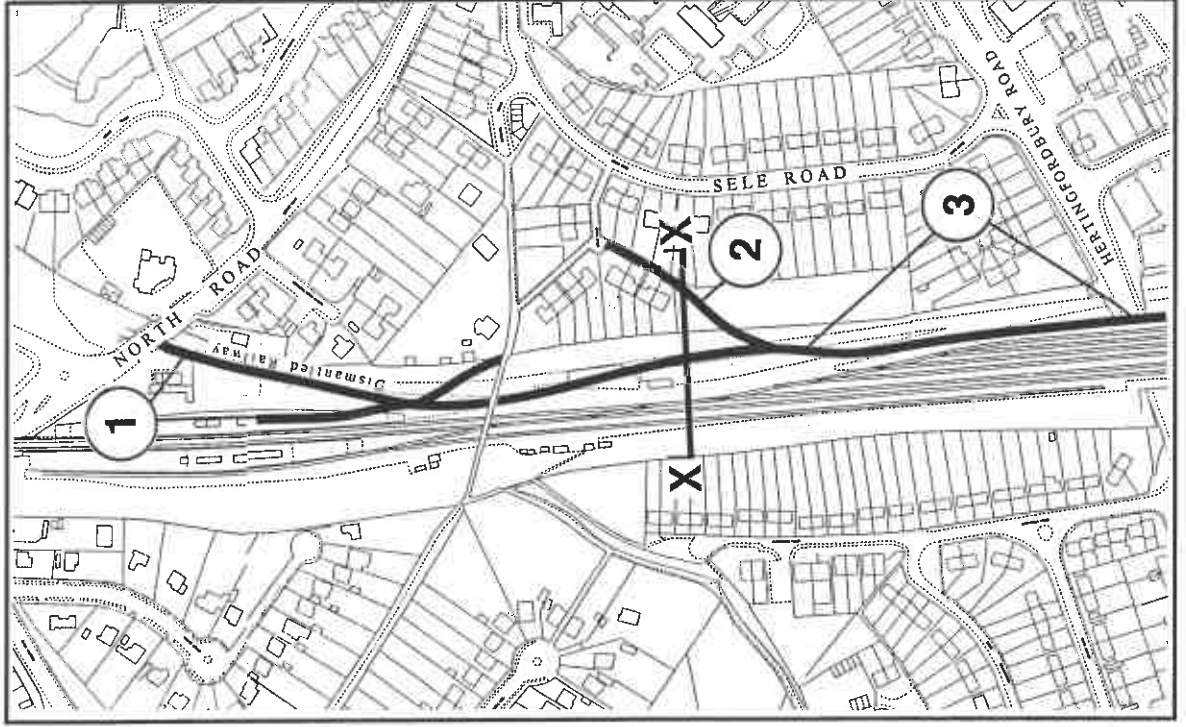 NORTH ROAD
Dismantled Railway
1
SELE ROAD
X
X
2
3
HERTINGFORDBURY ROAD